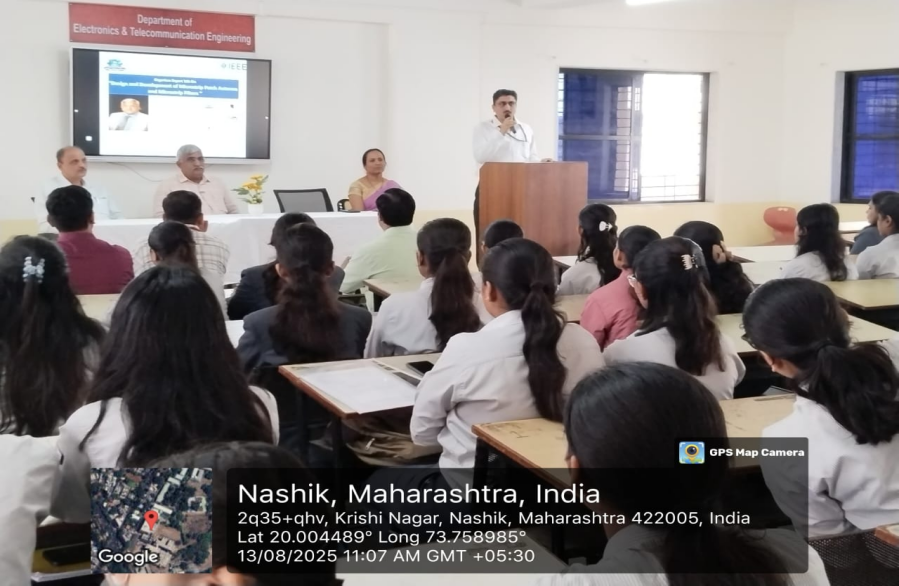 Department of
Electronics & Telecommunication Engineering
IEEE
"Design and Development of Microstrip Patch Antenna
and Microstrip Filters "
GPS Map Camera
Nashik, Maharashtra, India
2q35+qhv, Krishi Nagar, Nashik, Maharashtra 422005, India
Lat 20.004489° Long 73.758985°
13/08/2025 11:07 AM GMT +05:30
Google